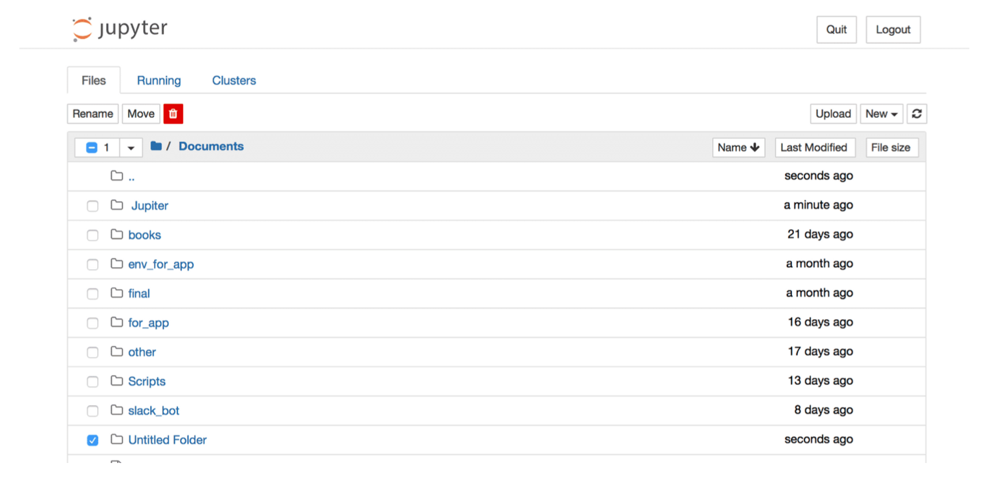 jupyter
Quit Logout
Files Running Clusters
Rename Move Upload New
1 / Documents Name Last Modified File size
.. seconds ago
Jupiter a minute ago
books 21 days ago
env_for_app a month ago
final a month ago
for_app 16 days ago
other 17 days ago
Scripts 13 days ago
slack_bot 8 days ago
Untitled Folder seconds ago